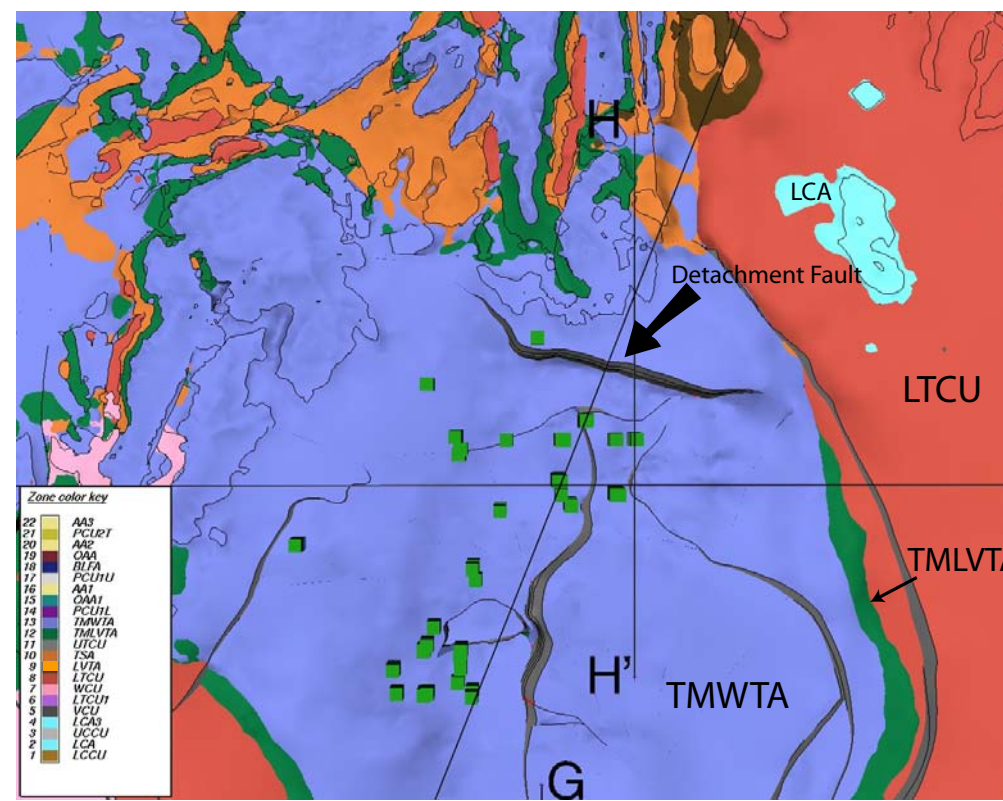 H
LCA
Detachment Fault
LTCU
Zone color key
22 AA3
21 PCU2T
20 AA2
19 OAA
18 BLFA
17 PCU1U
16 AA1
15 OAA1
14 PCU1L
13 TMWTA
12 TMLVTA
11 UTCU
10 TSA
9 LVTA
8 LTCU
7 WCU
6 LTCU1
5 VCU
4 LCA3
3 UCCU
2 LCA
1 LCCU
TMLVTA
H'
TMWTA
G